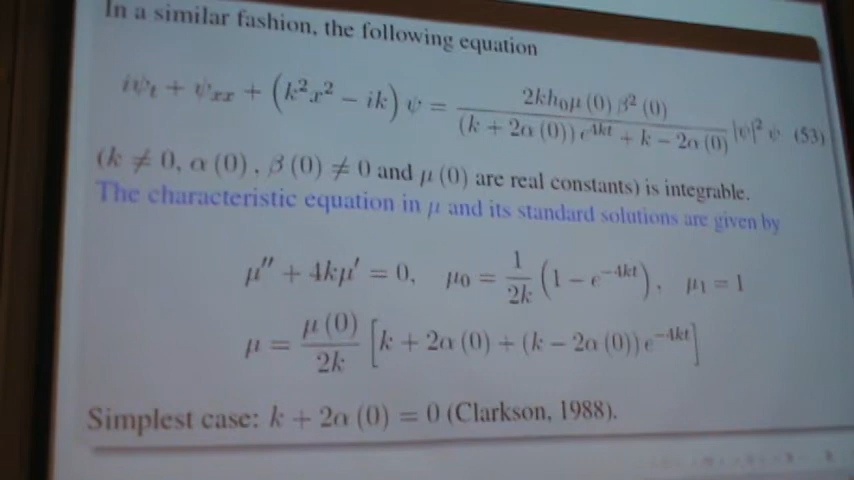 In a similar fashion, the following equation
iψ_t + ψ_xx + (k²x² − ik) ψ = 2kh₀μ(0) β²(0) / ((k + 2α(0)) e^{4kt} + k − 2α(0)) |ψ|² ψ (53)
(k ≠ 0, α(0), β(0) ≠ 0 and μ(0) are real constants) is integrable.
The characteristic equation in μ and its standard solutions are given by
μ″ + 4kμ′ = 0, μ₀ = 1/2k (1 − e^{−4kt}), μ₁ = 1
μ = μ(0)/2k [k + 2α(0) + (k − 2α(0)) e^{−4kt}]
Simplest case: k + 2α(0) = 0 (Clarkson, 1988).